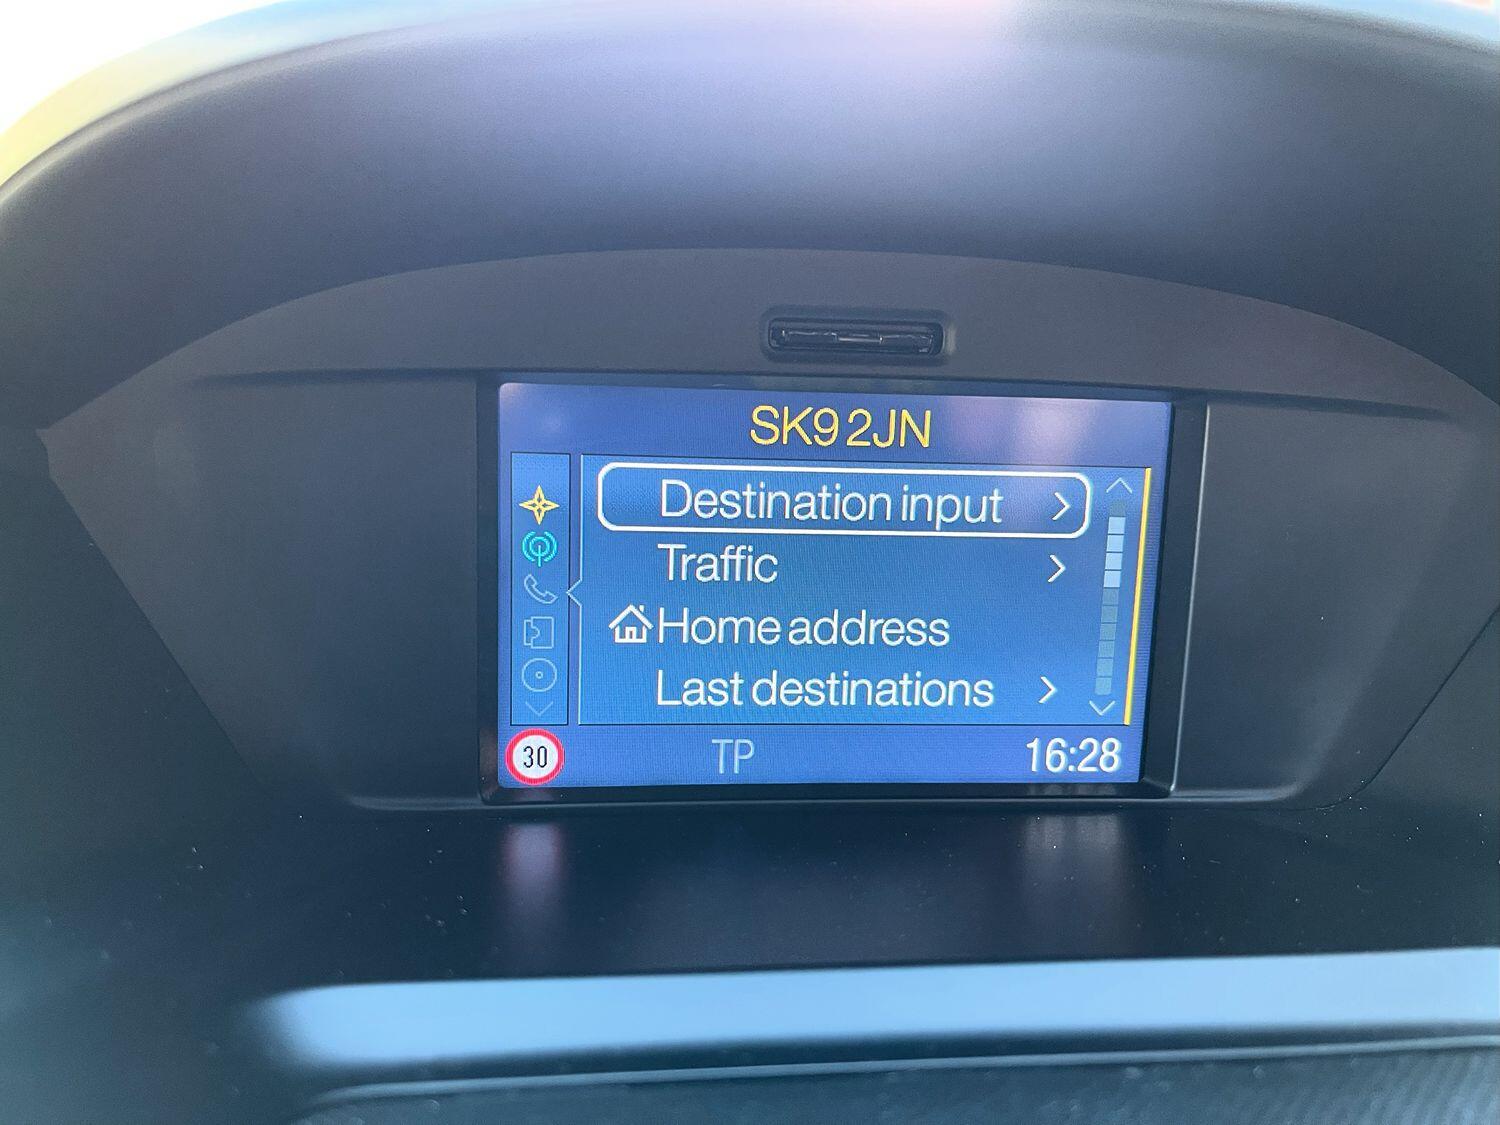 SK9 2JN
Destination input
Traffic
Home address
Last destinations
30 TP 16:28